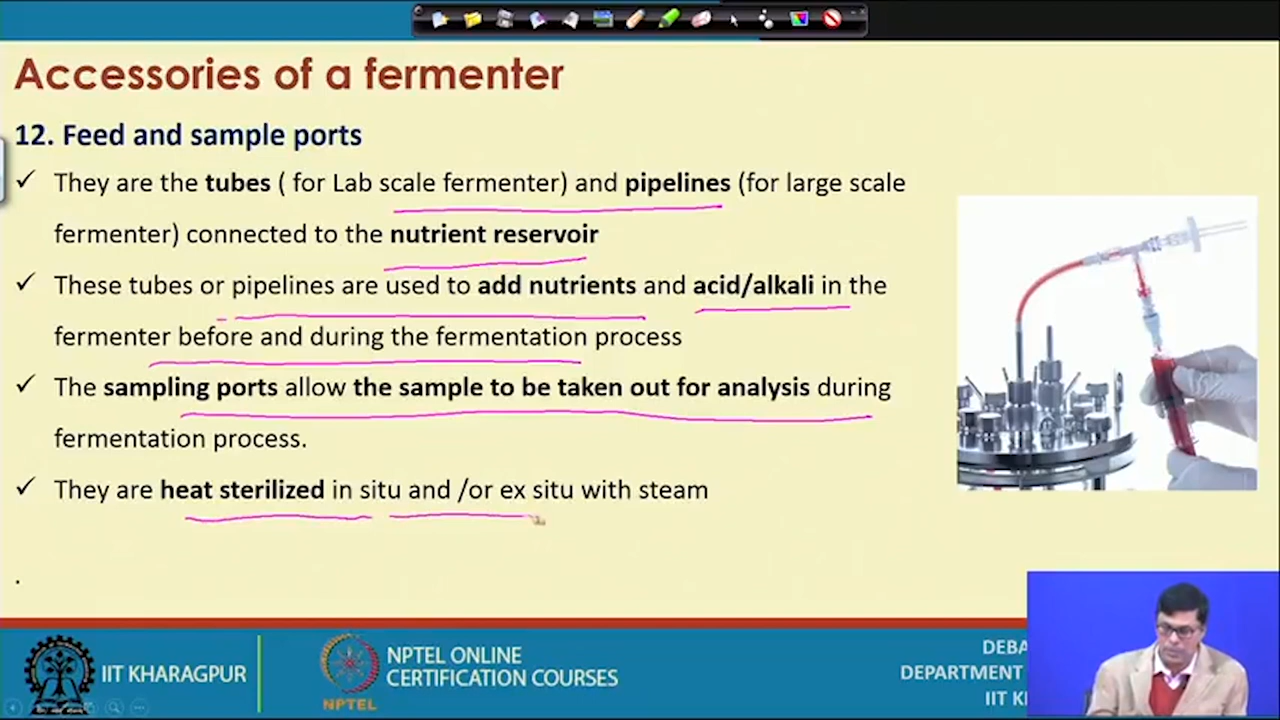 Accessories of a fermenter
12. Feed and sample ports
✓ They are the tubes ( for Lab scale fermenter) and pipelines (for large scale
fermenter) connected to the nutrient reservoir
✓ These tubes or pipelines are used to add nutrients and acid/alkali in the
fermenter before and during the fermentation process
✓ The sampling ports allow the sample to be taken out for analysis during
fermentation process.
✓ They are heat sterilized in situ and /or ex situ with steam
.
IIT KHARAGPUR
NPTEL
NPTEL ONLINE
CERTIFICATION COURSES
DEBA
DEPARTMENT
IIT K